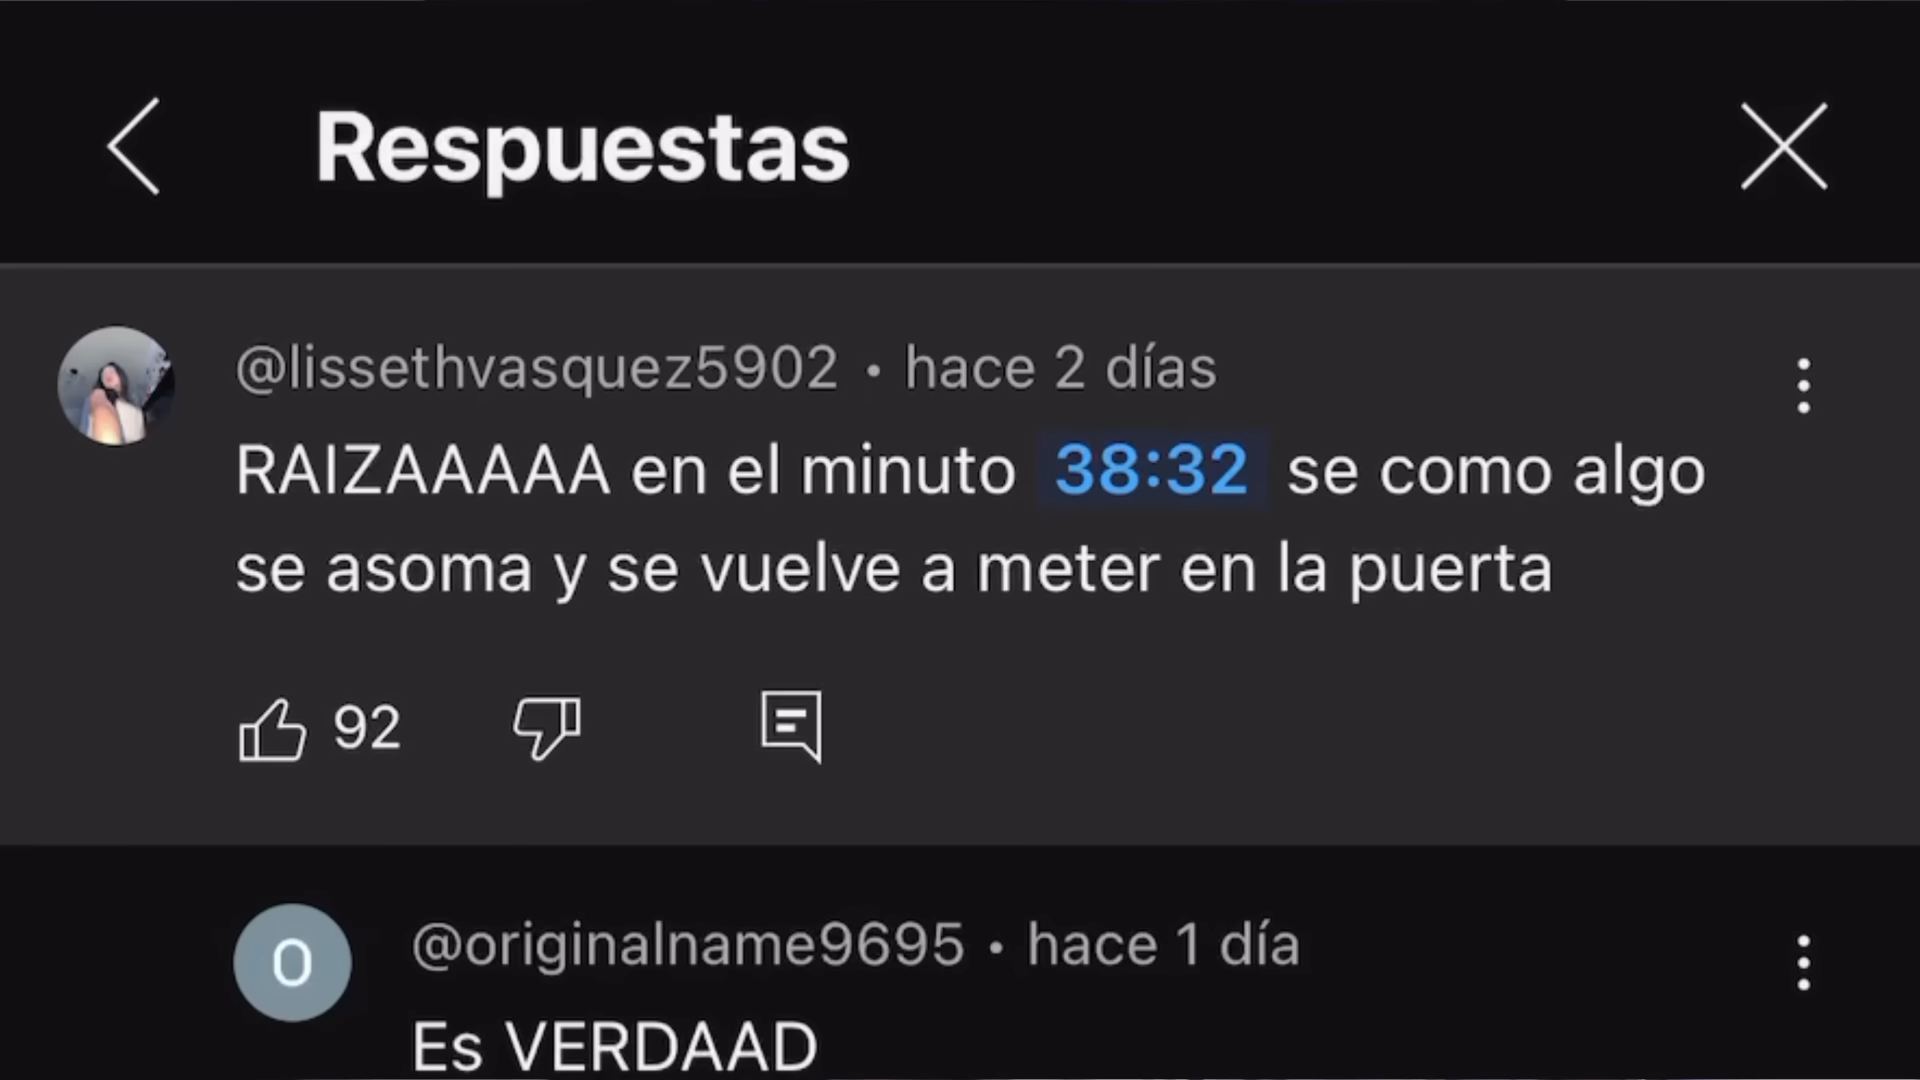 Respuestas
@lissethvasquez5902 • hace 2 días
RAIZAAAAA en el minuto 38:32 se como algo
se asoma y se vuelve a meter en la puerta
92
O
@originalname9695 • hace 1 día
Es VERDAAD